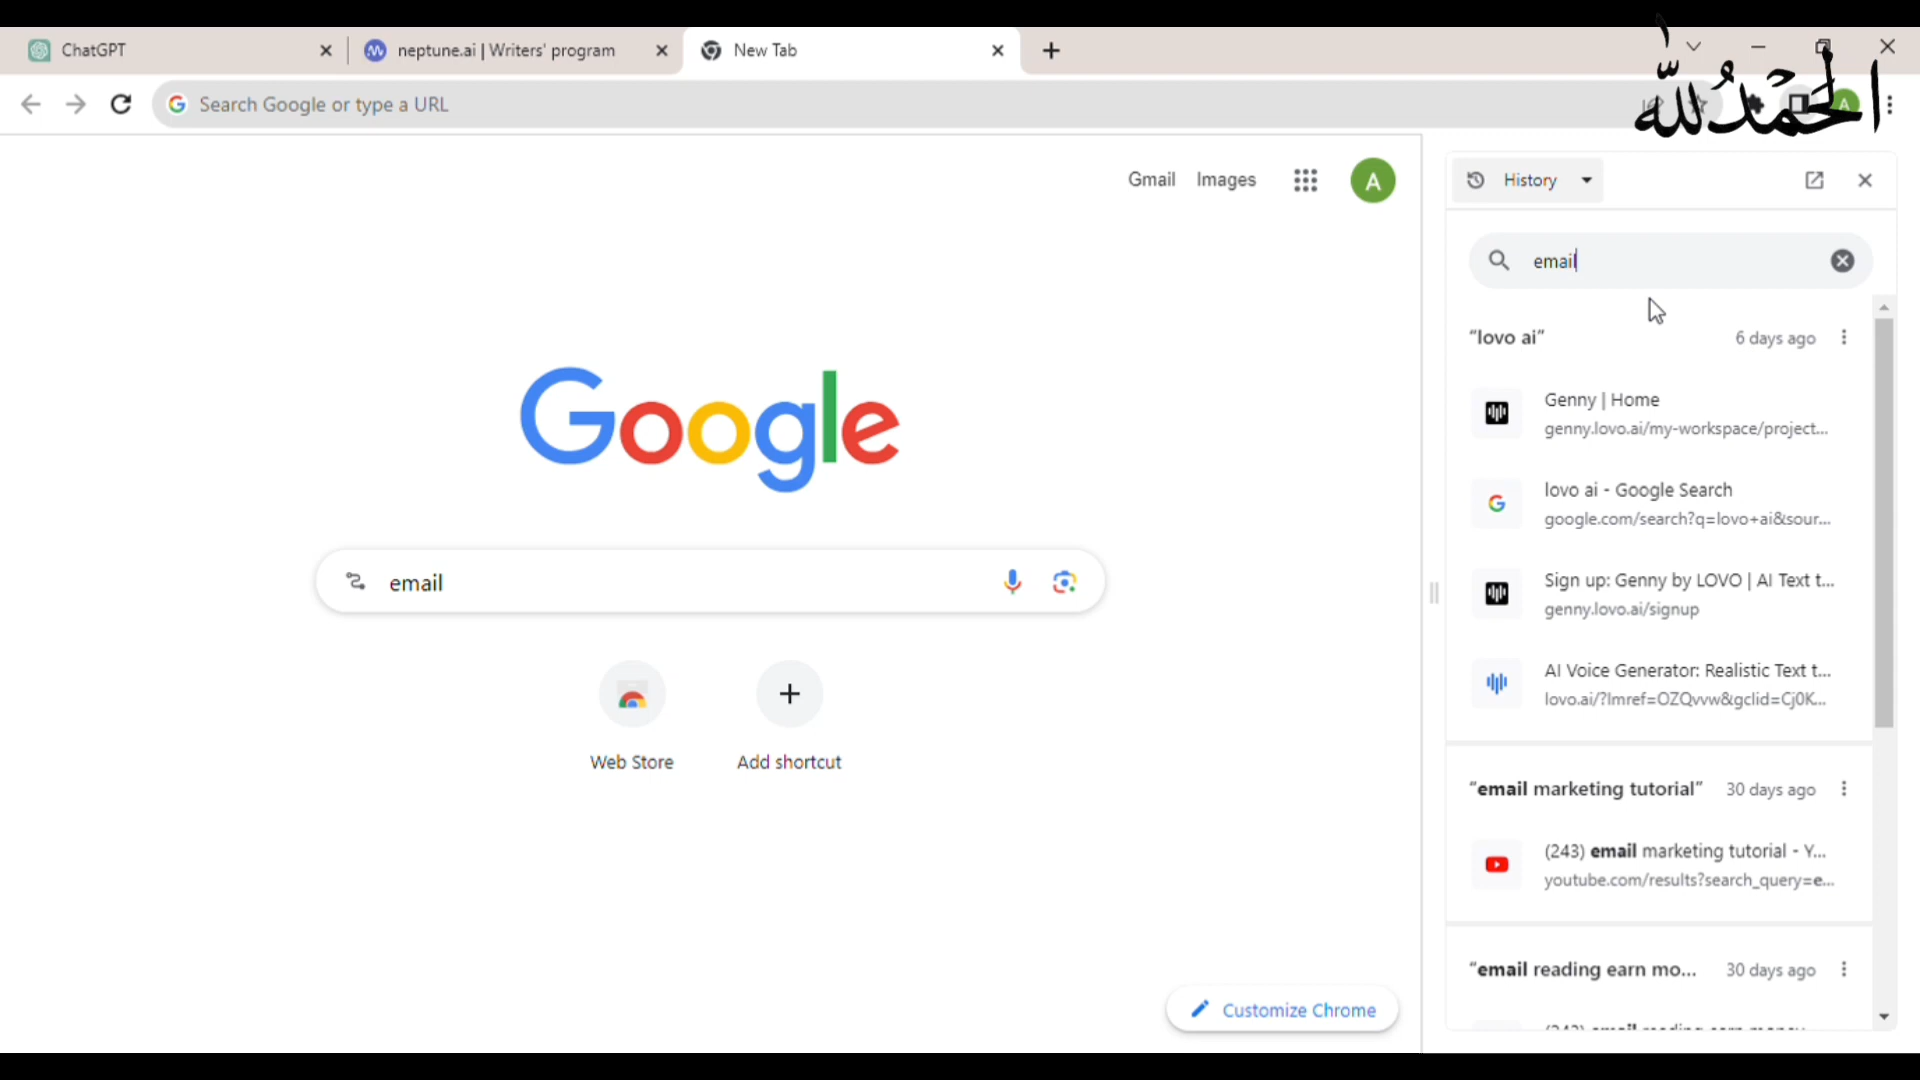 ChatGPT
neptune.ai | Writers' program
New Tab
Search Google or type a URL
الْحَمْدُ لِلَّٰهِ
A
Gmail
Images
A
Google
email
Web Store
Add shortcut
Customize Chrome
History
email
“lovo ai”
6 days ago
Genny | Home
genny.lovo.ai/my-workspace/project...
lovo ai - Google Search
google.com/search?q=lovo+ai&sour...
Sign up: Genny by LOVO | AI Text t...
genny.lovo.ai/signup
AI Voice Generator: Realistic Text t...
lovo.ai/?lmref=OZQvvw&gclid=Cj0K...
“email marketing tutorial”
30 days ago
(243) email marketing tutorial - Y...
youtube.com/results?search_query=e...
“email reading earn mo...
30 days ago